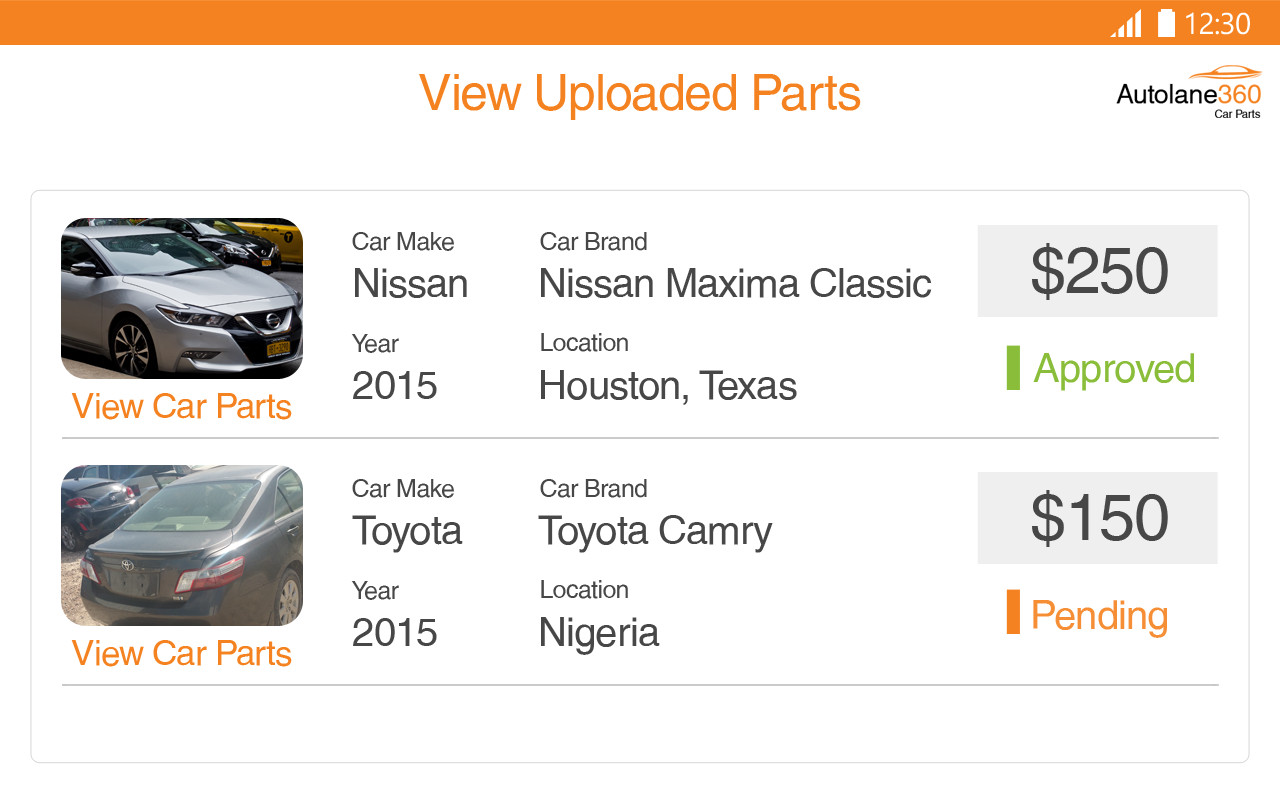 12:30
View Uploaded Parts
Autolane360
Car Parts
Car Make
Car Brand
Nissan
Nissan Maxima Classic
$250
Year
Location
2015
Houston, Texas
Approved
View Car Parts
Car Make
Car Brand
Toyota
Toyota Camry
$150
Year
Location
2015
Nigeria
Pending
View Car Parts